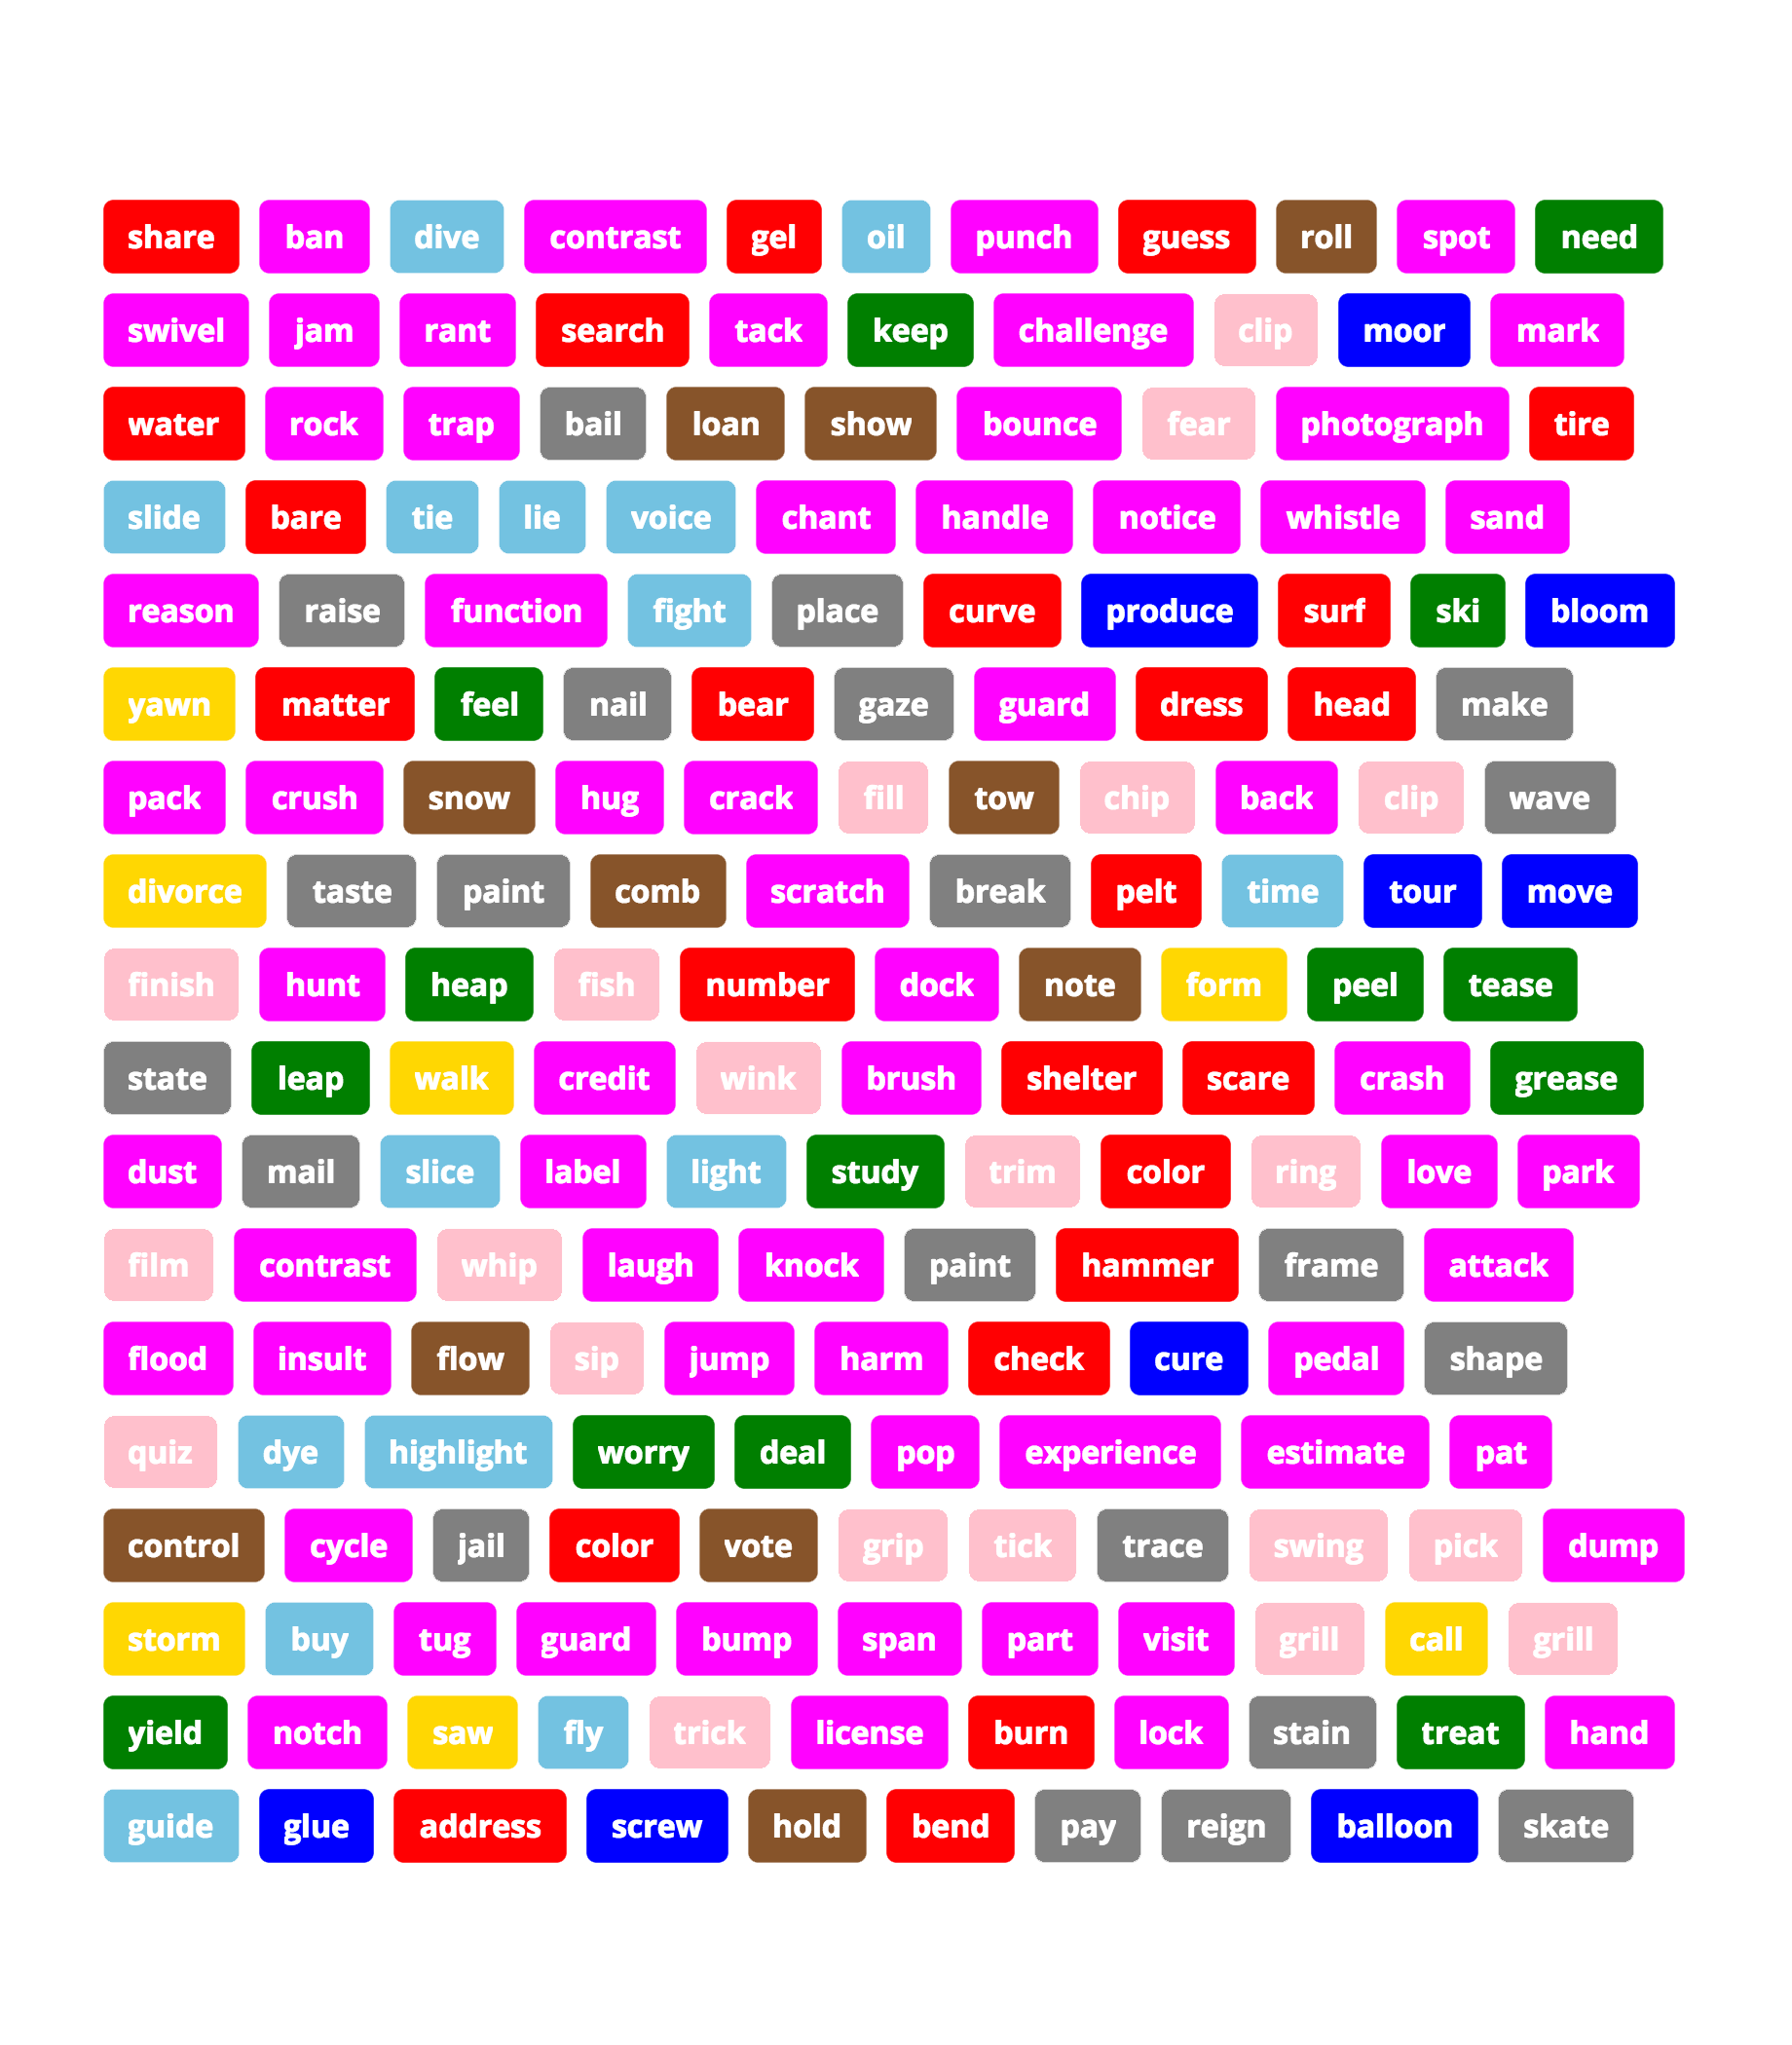 share ban dive contrast gel oil punch guess roll spot need
swivel jam rant search tack keep challenge clip moor mark
water rock trap bail loan show bounce fear photograph tire
slide bare tie lie voice chant handle notice whistle sand
reason raise function fight place curve produce surf ski bloom
yawn matter feel nail bear gaze guard dress head make
pack crush snow hug crack fill tow chip back clip wave
divorce taste paint comb scratch break pelt time tour move
finish hunt heap fish number dock note form peel tease
state leap walk credit wink brush shelter scare crash grease
dust mail slice label light study trim color ring love park
film contrast whip laugh knock paint hammer frame attack
flood insult flow sip jump harm check cure pedal shape
quiz dye highlight worry deal pop experience estimate pat
control cycle jail color vote grip tick trace swing pick dump
storm buy tug guard bump span part visit grill call grill
yield notch saw fly trick license burn lock stain treat hand
guide glue address screw hold bend pay reign balloon skate